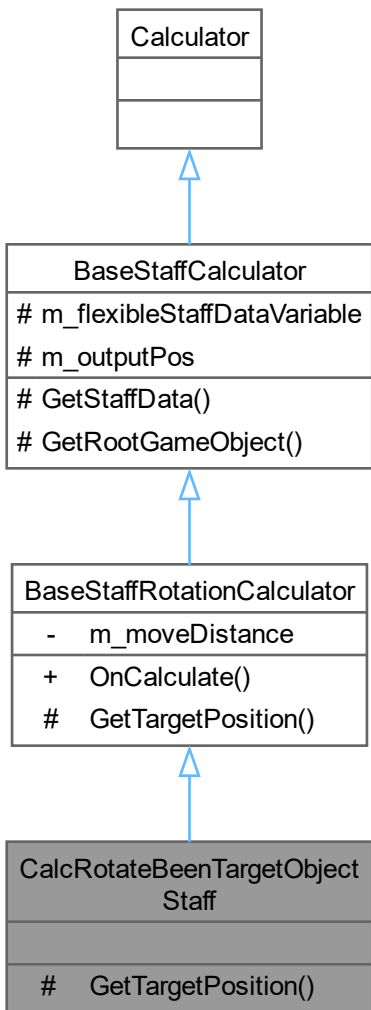 Calculator
BaseStaffCalculator
# m_flexibleStaffDataVariable
# m_outputPos
# GetStaffData()
# GetRootGameObject()
BaseStaffRotationCalculator
- m_moveDistance
+ OnCalculate()
# GetTargetPosition()
CalcRotateBeenTargetObject
Staff
# GetTargetPosition()